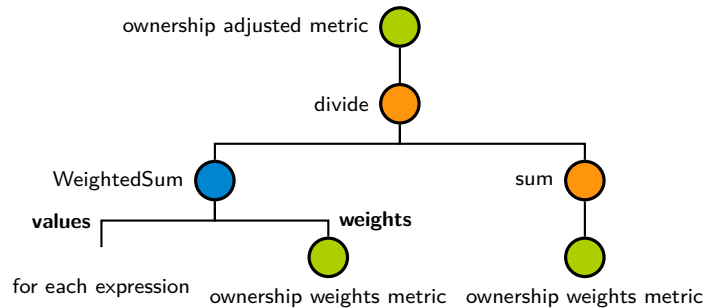 ownership adjusted metric
divide
WeightedSum
sum
values
weights
for each expression
ownership weights metric
ownership weights metric